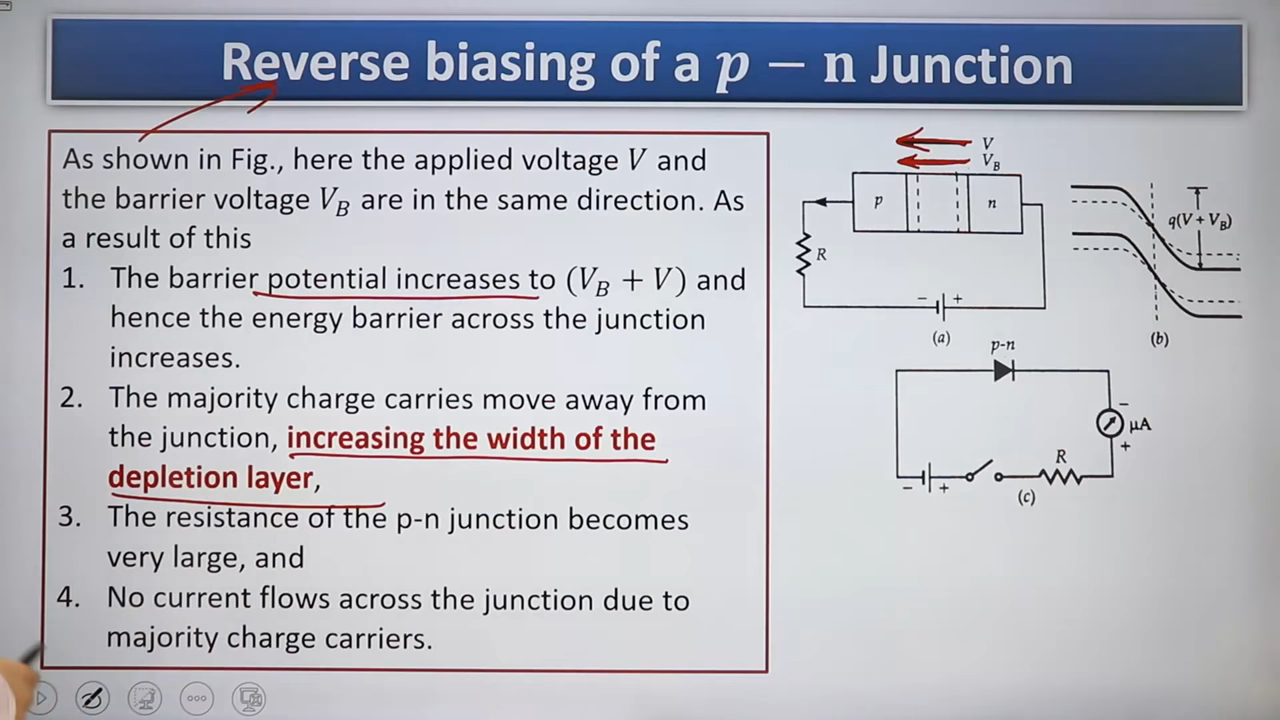 Reverse biasing of a p − n Junction
As shown in Fig., here the applied voltage V and
the barrier voltage V_B are in the same direction. As
a result of this
1. The barrier potential increases to (V_B + V) and
hence the energy barrier across the junction
increases.
2. The majority charge carries move away from
the junction, increasing the width of the
depletion layer,
3. The resistance of the p-n junction becomes
very large, and
4. No current flows across the junction due to
majority charge carriers.
V
V_B
p
n
R
− +
(a)
q(V + V_B)
(b)
p-n
−
μA
+
R
− +
(c)